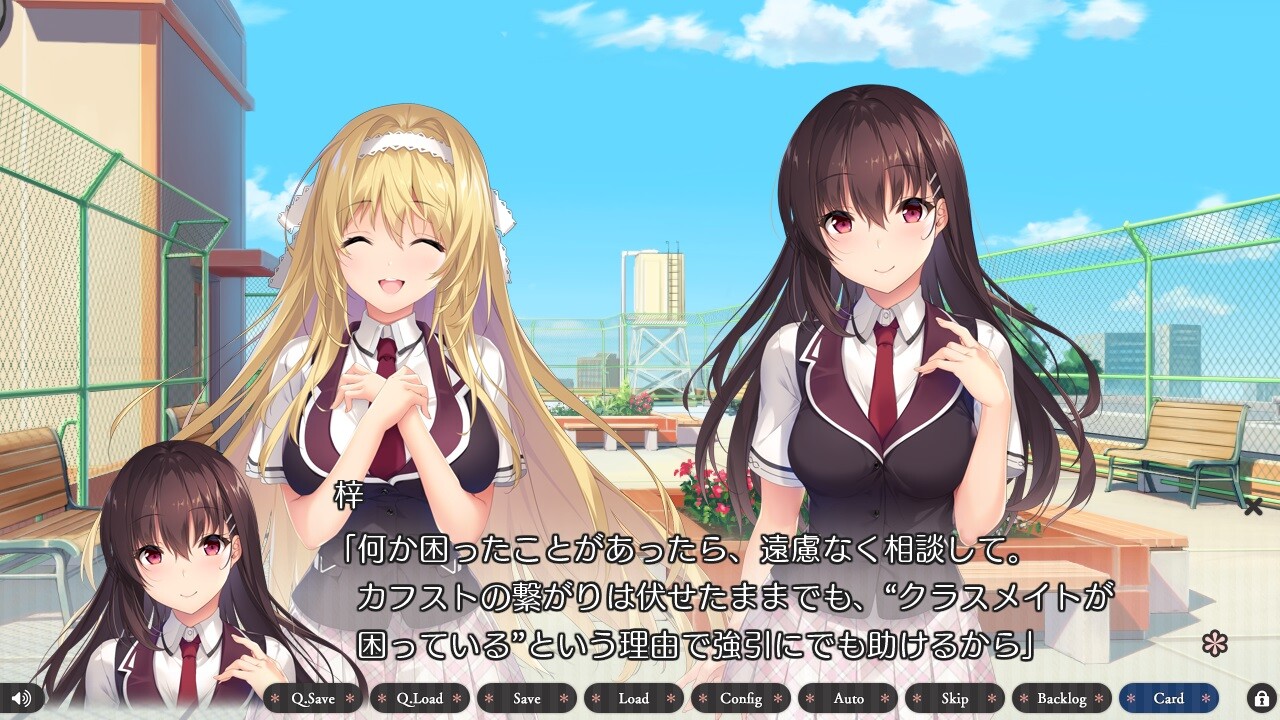 梓
「何か困ったことがあったら、遠慮なく相談して。
カフストの繋がりは伏せたままでも、“クラスメイトが
困っている”という理由で強引にでも助けるから」
Q.Save
Q.Load
Save
Load
Config
Auto
Skip
Backlog
Card